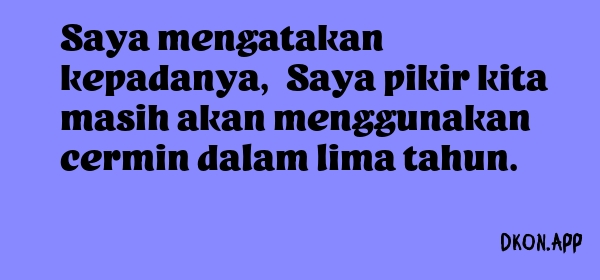 Saya mengatakan
kepadanya,  Saya pikir kita
masih akan menggunakan
cermin dalam lima tahun.
DKON.APP